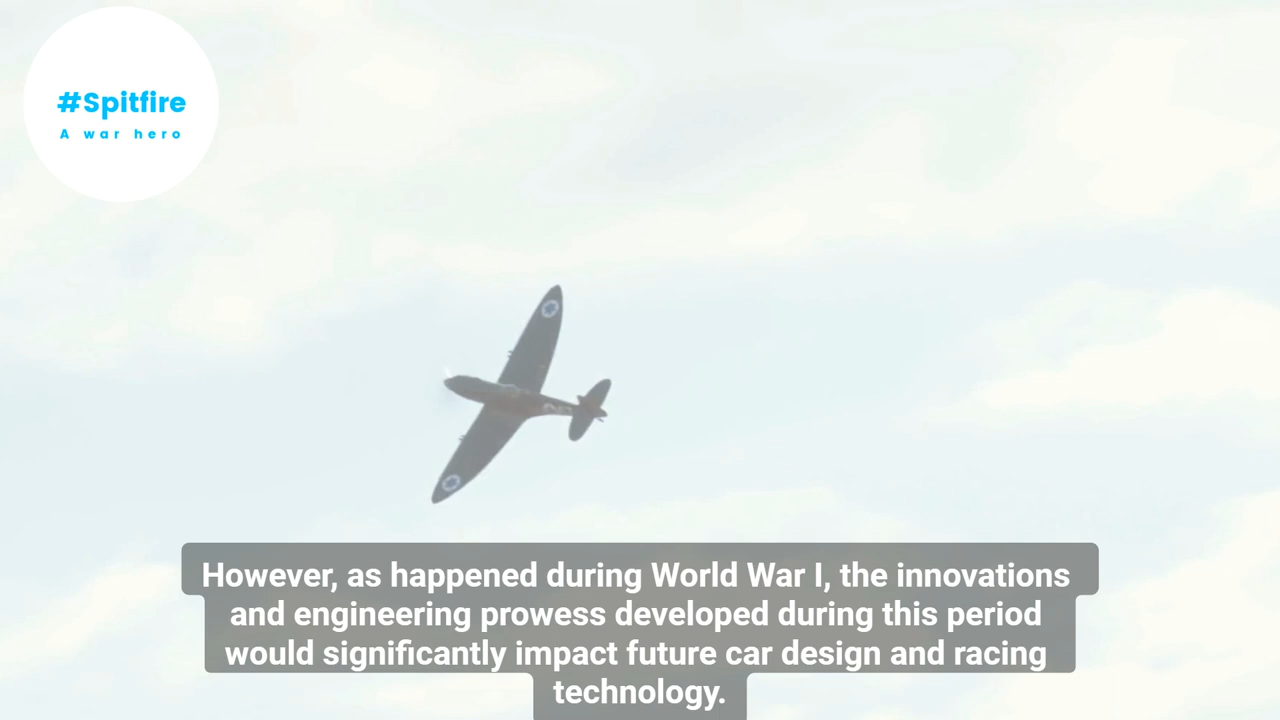 #Spitfire
A war hero
However, as happened during World War I, the innovations
and engineering prowess developed during this period
would significantly impact future car design and racing
technology.